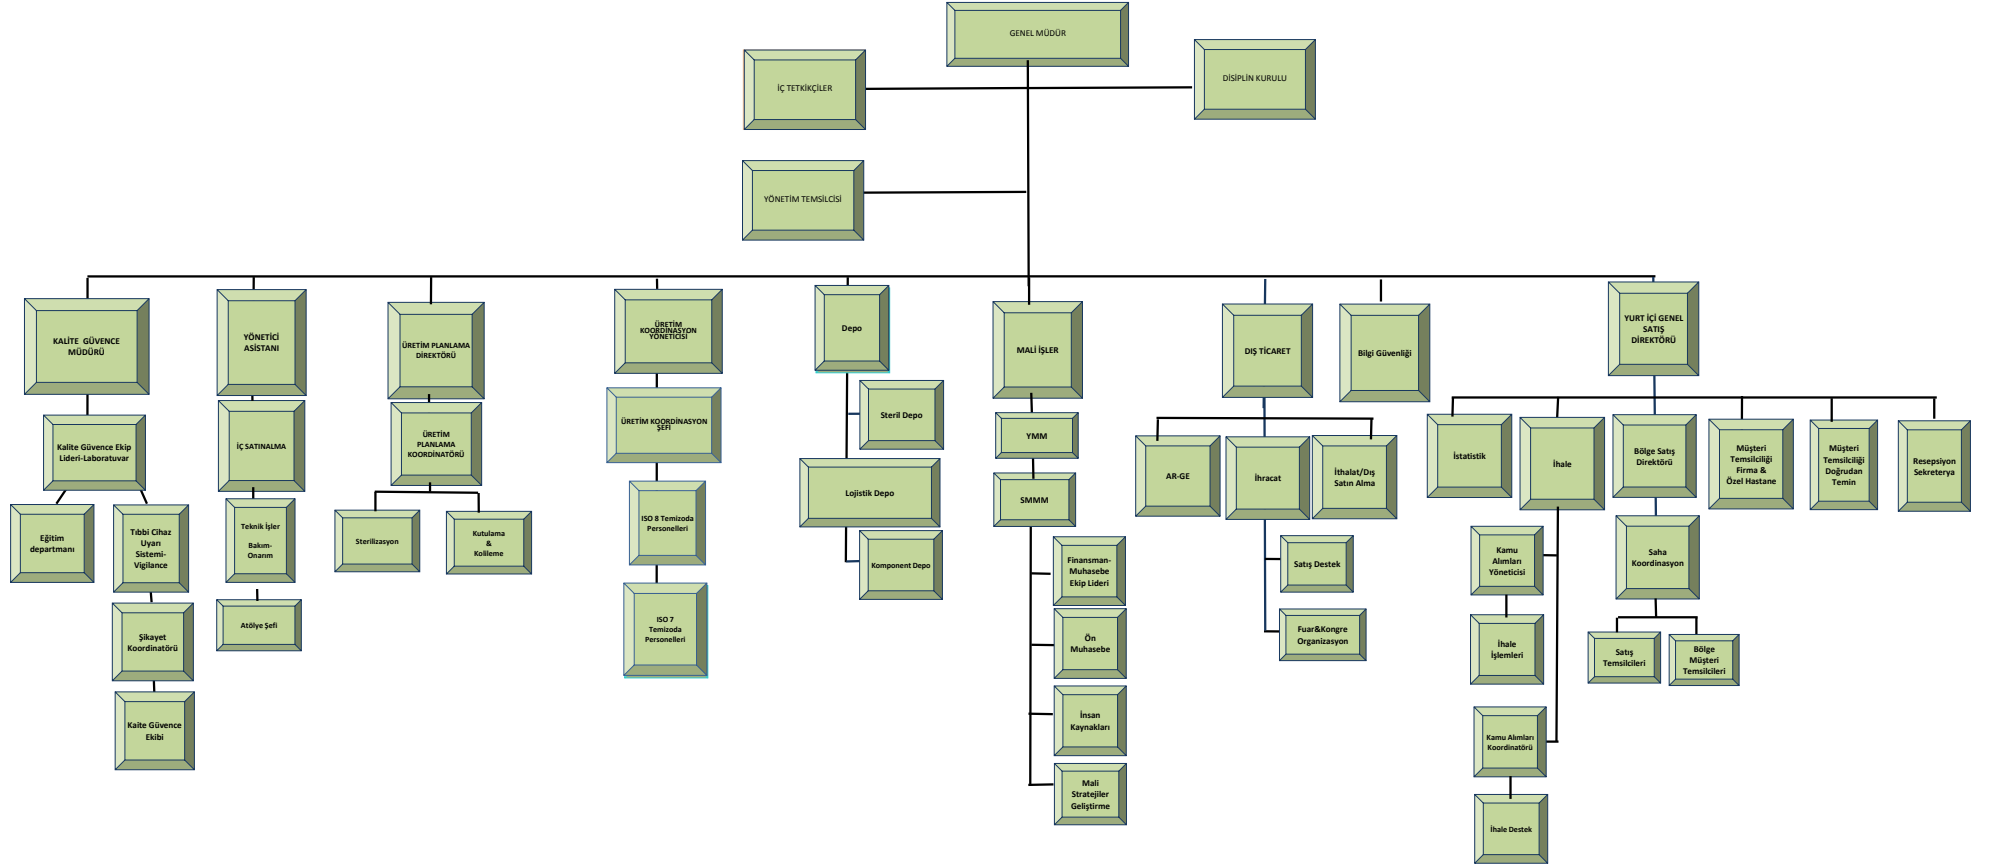 GENEL MÜDÜR
İÇ TETKİKÇİLER
DİSİPLİN KURULU
YÖNETİM TEMSİLCİSİ
KALİTE GÜVENCE
MÜDÜRÜ
YÖNETİCİ
ASİSTANI
ÜRETİM PLANLAMA
DİREKTÖRÜ
ÜRETİM
KOORDİNASYON
YÖNETİCİSİ
Depo
MALİ İŞLER
DIŞ TİCARET
Bilgi Güvenliği
YURT İÇİ GENEL
SATIŞ
DİREKTÖRÜ
Kalite Güvence Ekip
Lideri-Laboratuvar
İÇ SATINALMA
ÜRETİM
PLANLAMA
KOORDİNATÖRÜ
ÜRETİM KOORDİNASYON
ŞEFİ
Steril Depo
YMM
AR-GE
İhracat
İthalat/Dış
Satın Alma
İstatistik
İhale
Bölge Satış
Direktörü
Müşteri
Temsilciliği
Firma &
Özel Hastane
Müşteri
Temsilciliği
Doğrudan
Temin
Resepsiyon
Sekreterya
Eğitim
departmanı
Tıbbi Cihaz
Uyarı
Sistemi-
Vigilance
Teknik İşler
Bakım-
Onarım
Sterilizasyon
Kutulama
&
Kolileme
ISO 8 Temizoda
Personelleri
Lojistik Depo
SMMM
Komponent Depo
Finansman-
Muhasebe
Ekip Lideri
Satış Destek
Kamu
Alımları
Yöneticisi
Saha
Koordinasyon
Şikayet
Koordinatörü
Atölye Şefi
ISO 7
Temizoda
Personelleri
Ön
Muhasebe
Fuar&Kongre
Organizasyon
İhale
İşlemleri
Satış
Temsilcileri
Bölge
Müşteri
Temsilcileri
Kaite Güvence
Ekibi
İnsan
Kaynakları
Kamu Alımları
Koordinatörü
Mali
Stratejiler
Geliştirme
İhale Destek